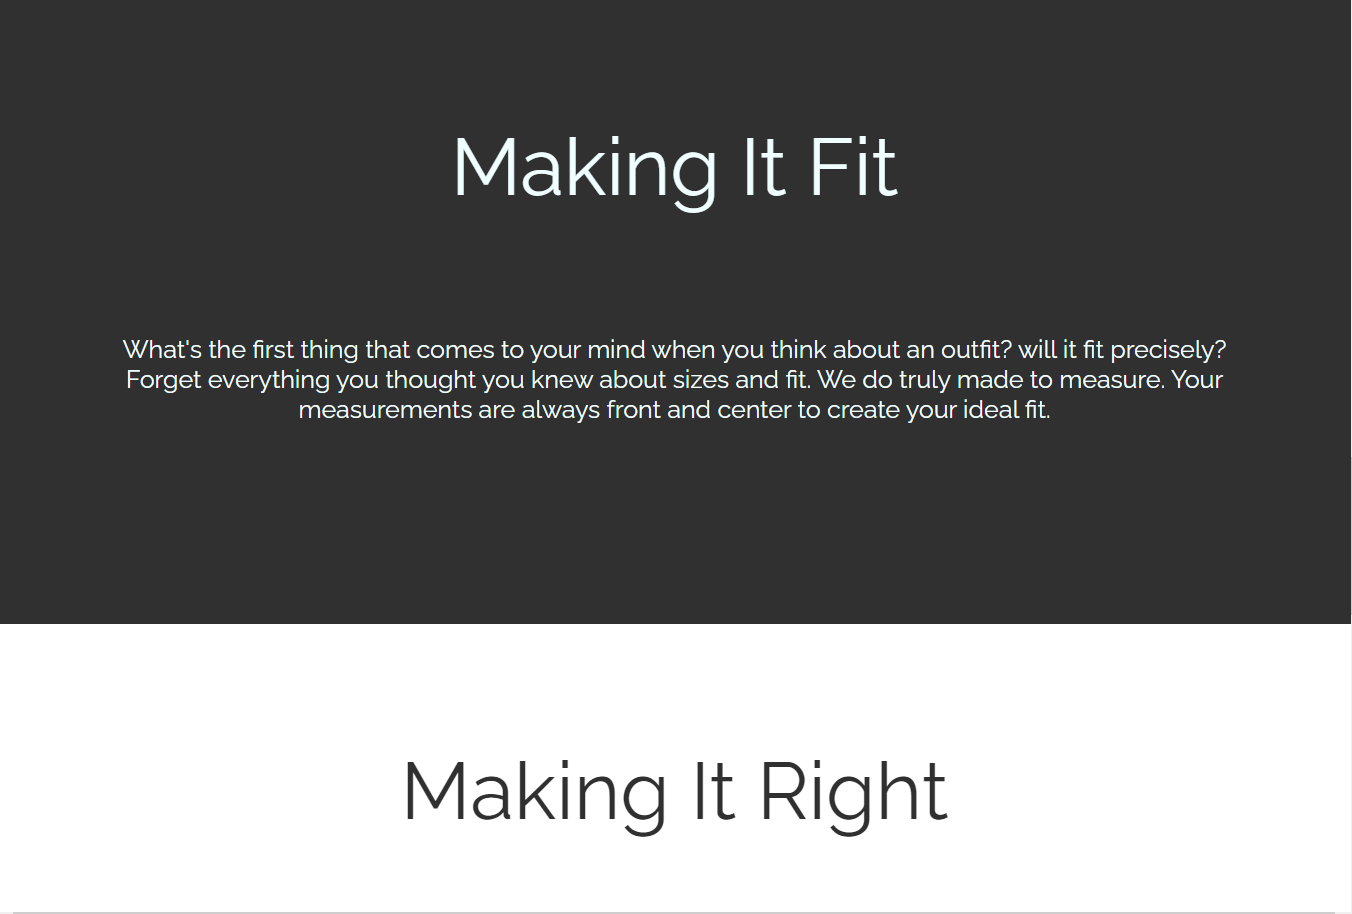 Making It Fit
What's the first thing that comes to your mind when you think about an outfit? will it fit precisely?
Forget everything you thought you knew about sizes and fit. We do truly made to measure. Your
measurements are always front and center to create your ideal fit.
Making It Right